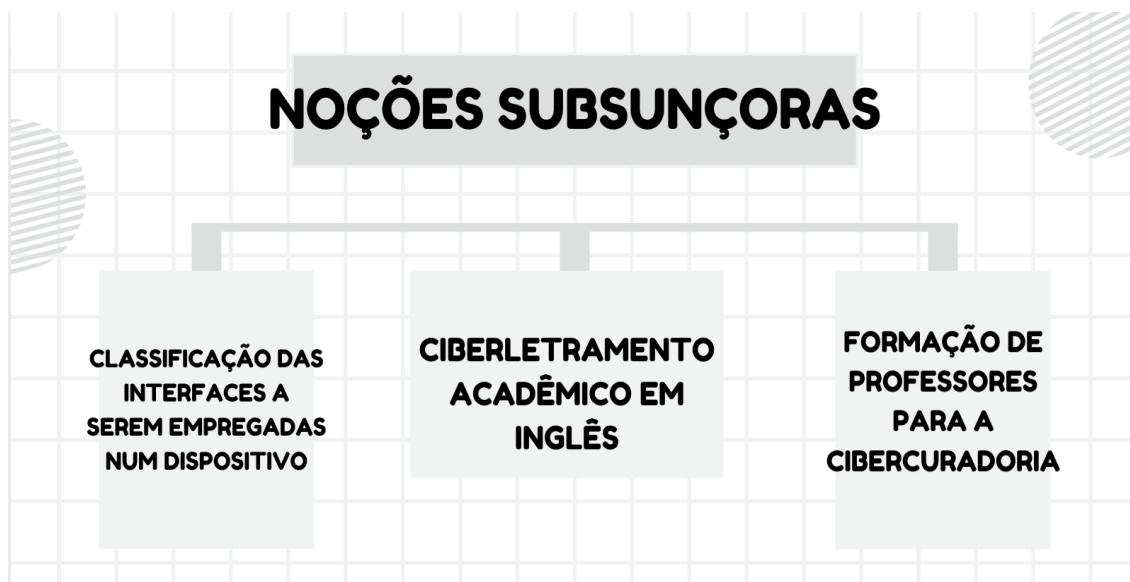 NOÇÕES SUBSUNÇORAS
CLASSIFICAÇÃO DAS
INTERFACES A
SEREM EMPREGADAS
NUM DISPOSITIVO
CIBERLETRAMENTO
ACADÊMICO EM
INGLÊS
FORMAÇÃO DE
PROFESSORES
PARA A
CIBERCURADORIA